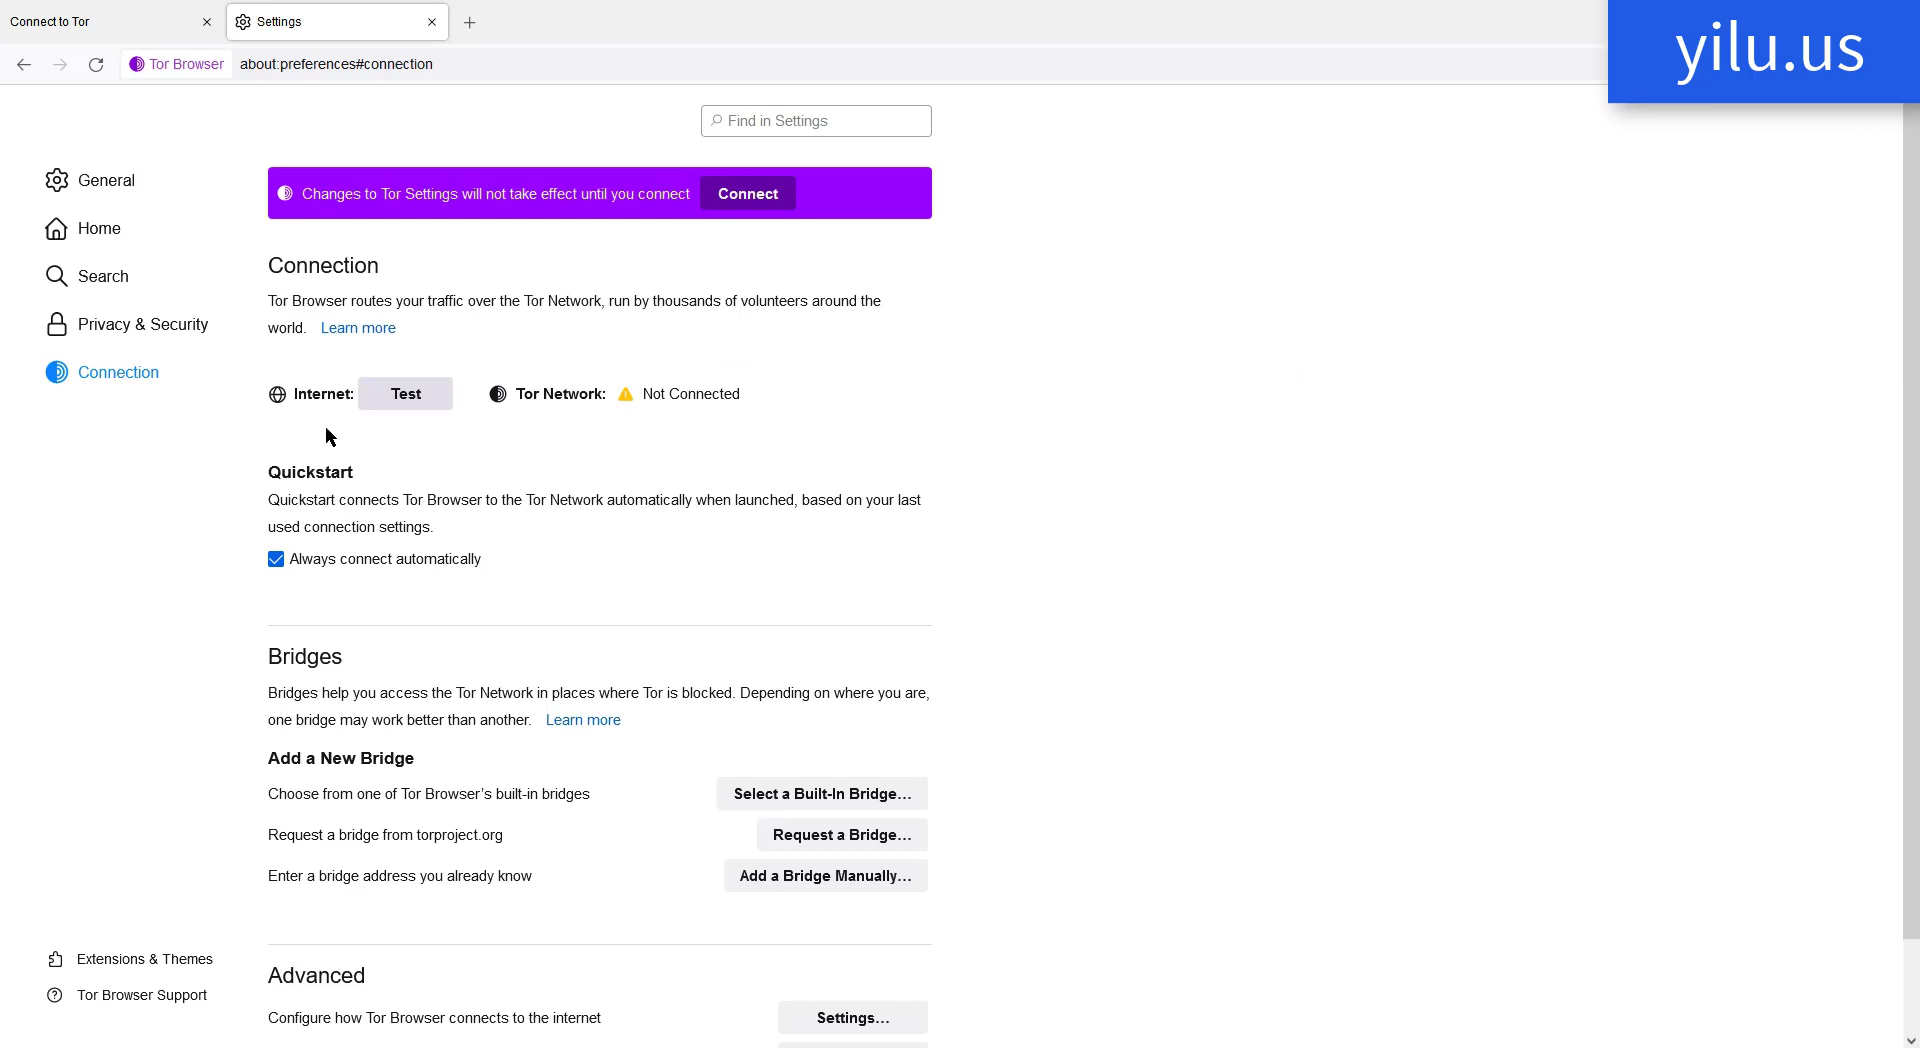 Connect to Tor
Settings
yilu.us
Tor Browser
about:preferences#connection
Find in Settings
General
Home
Search
Privacy & Security
Connection
Changes to Tor Settings will not take effect until you connect
Connect
Connection
Tor Browser routes your traffic over the Tor Network, run by thousands of volunteers around the
world. Learn more
Internet: Test Tor Network: Not Connected
Quickstart
Quickstart connects Tor Browser to the Tor Network automatically when launched, based on your last
used connection settings.
Always connect automatically
Bridges
Bridges help you access the Tor Network in places where Tor is blocked. Depending on where you are,
one bridge may work better than another. Learn more
Add a New Bridge
Choose from one of Tor Browser’s built-in bridges
Select a Built-In Bridge…
Request a bridge from torproject.org
Request a Bridge…
Enter a bridge address you already know
Add a Bridge Manually…
Extensions & Themes
Tor Browser Support
Advanced
Configure how Tor Browser connects to the internet
Settings…